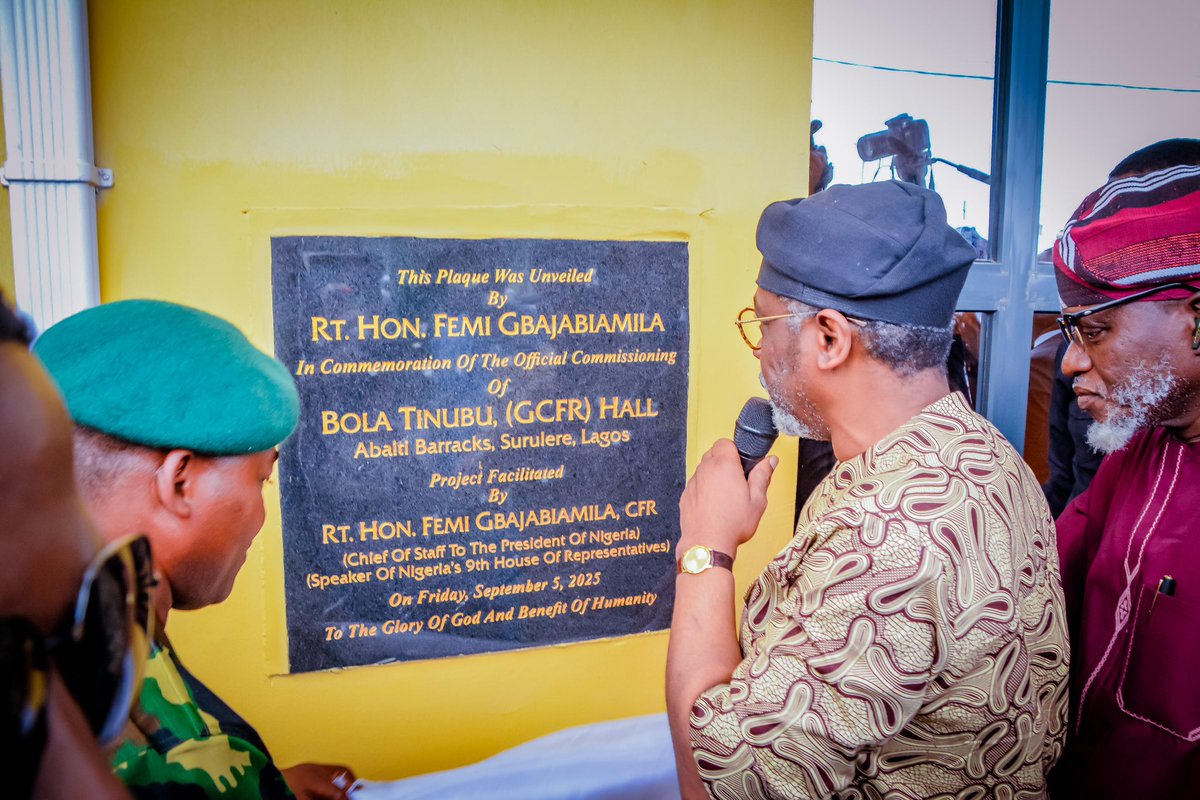 This Plaque Was Unveiled
By
RT. HON. FEMI GBAJABIAMILA
In Commemoration Of The Official Commissioning
Of
BOLA TINUBU, (GCFR) HALL
Abaiti Barracks, Surulere, Lagos
Project Facilitated
By
RT. HON. FEMI GBAJABIAMILA, CFR
(Chief Of Staff To The President Of Nigeria)
(Speaker Of Nigeria's 9th House Of Representatives)
On Friday, September 5, 2025
To The Glory Of God And Benefit Of Humanity